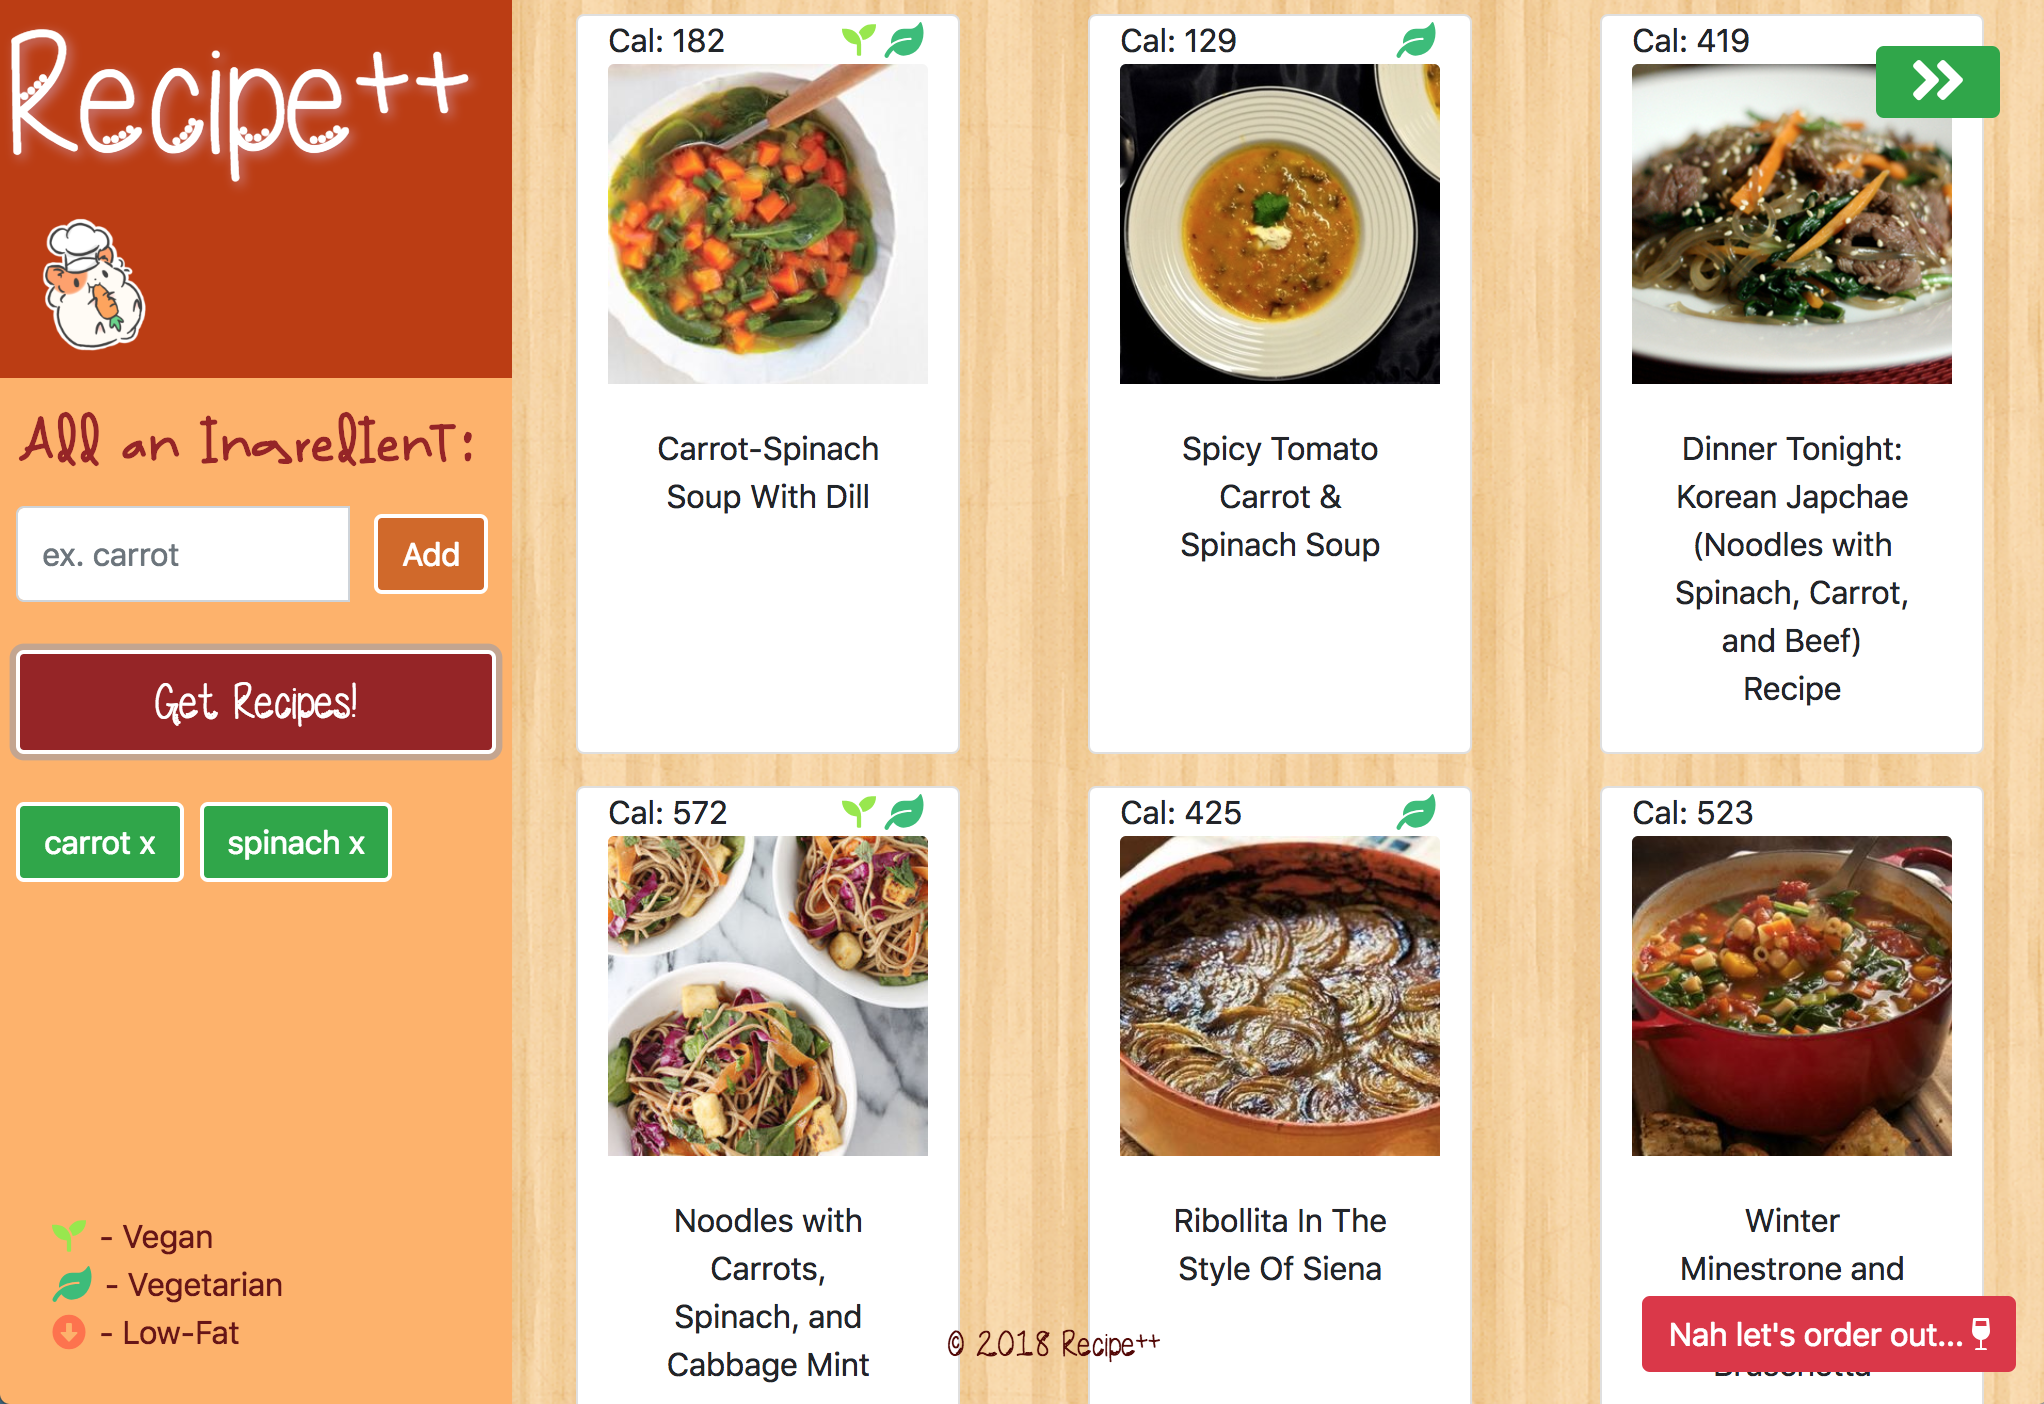 Recipe++
Add an Ingredient:
ex. carrot
Add
Get Recipes!
carrot x
spinach x
- Vegan
- Vegetarian
- Low-Fat
Cal: 182
Carrot-Spinach
Soup With Dill
Cal: 129
Spicy Tomato
Carrot &
Spinach Soup
Cal: 419
Dinner Tonight:
Korean Japchae
(Noodles with
Spinach, Carrot,
and Beef)
Recipe
Cal: 572
Noodles with
Carrots,
Spinach, and
Cabbage Mint
Cal: 425
Ribollita In The
Style Of Siena
Cal: 523
Winter
Minestrone and
Nah let's order out...
© 2018 Recipe++